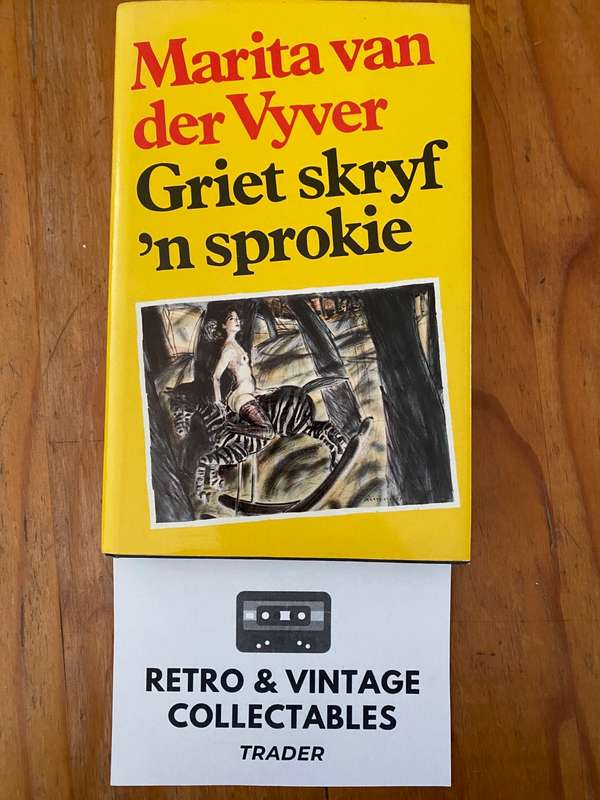 Marita van
der Vyver
Griet skryf
’n sprokie
RETRO & VINTAGE
COLLECTABLES
TRADER